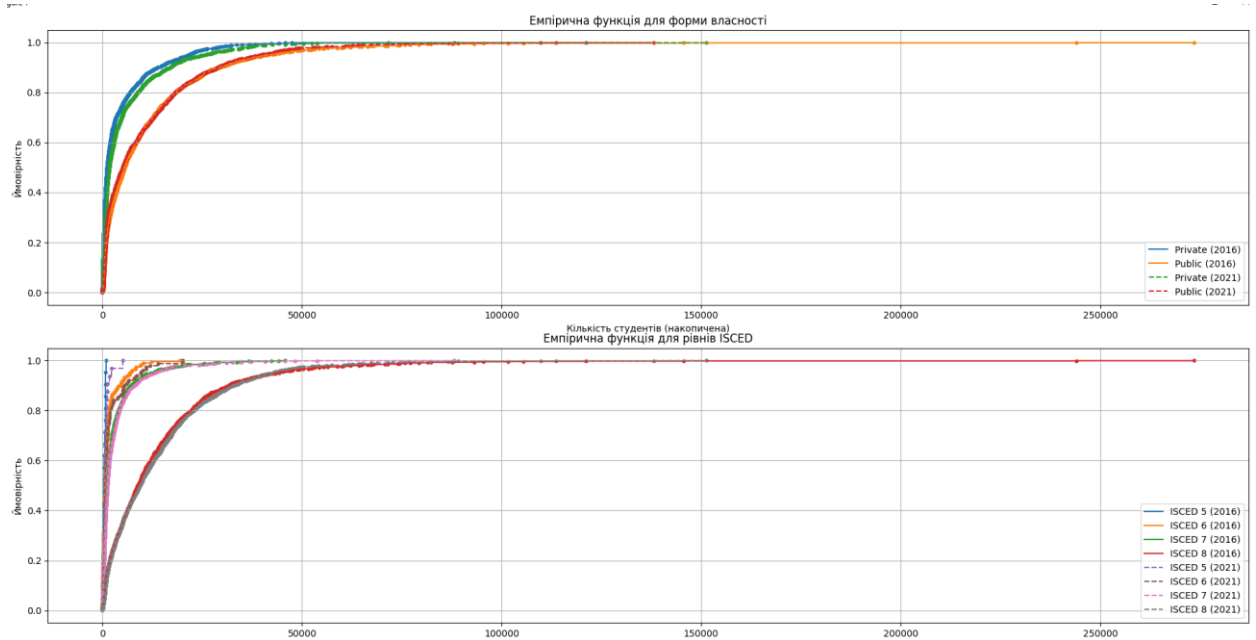 Емпірична функція для форми власності
1.0
0.8
0.6
0.4
0.2
0.0
Ймовірність
Private (2016)
Public (2016)
Private (2021)
Public (2021)
0 50000 100000 150000 200000 250000
Кількість студентів (накопичена)
Емпірична функція для рівнів ISCED
1.0
0.8
0.6
0.4
0.2
0.0
Ймовірність
ISCED 5 (2016)
ISCED 6 (2016)
ISCED 7 (2016)
ISCED 8 (2016)
ISCED 5 (2021)
ISCED 6 (2021)
ISCED 7 (2021)
ISCED 8 (2021)
0 50000 100000 150000 200000 250000